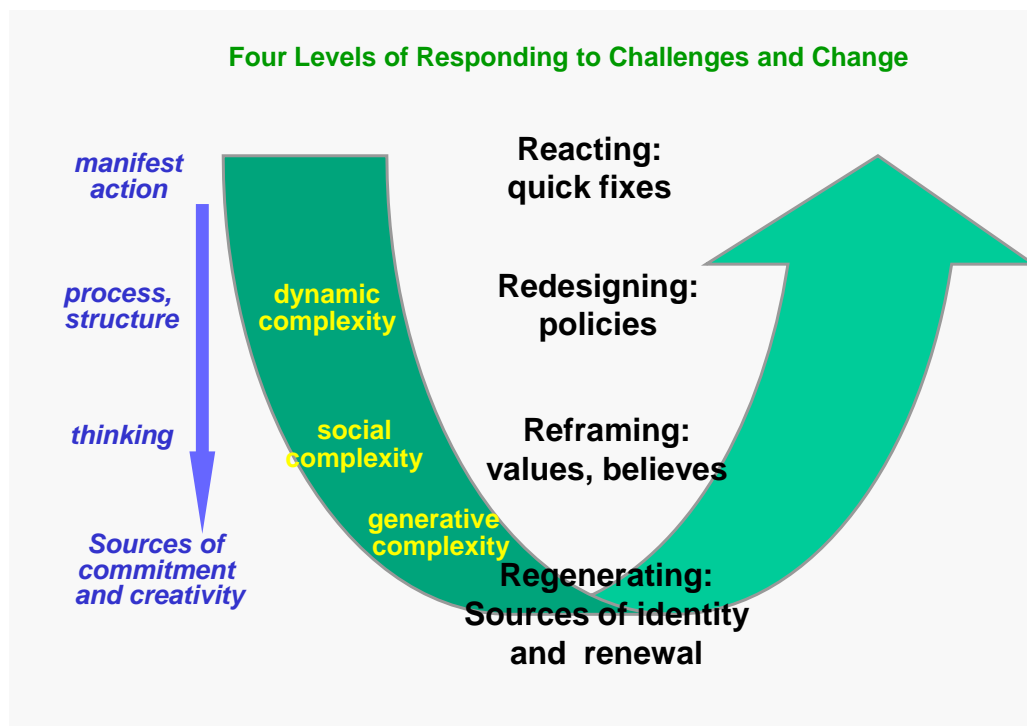 Four Levels of Responding to Challenges and Change
manifest
action
Reacting:
quick fixes
process,
structure
dynamic
complexity
Redesigning:
policies
thinking
social
complexity
Reframing:
values, believes
generative
complexity
Sources of
commitment
and creativity
Regenerating:
Sources of identity
and renewal